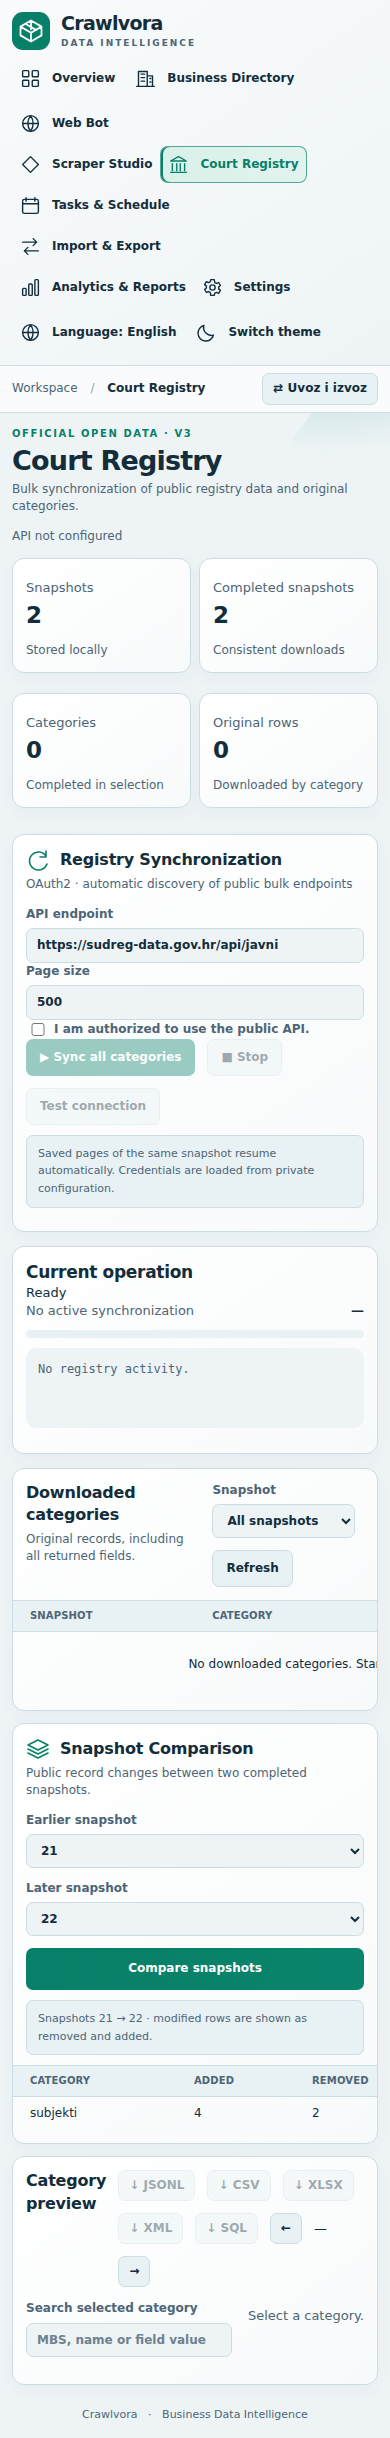 Crawlvora
DATA INTELLIGENCE
Overview
Business Directory
Web Bot
Scraper Studio
Court Registry
Tasks & Schedule
Import & Export
Analytics & Reports
Settings
Language: English
Switch theme
Workspace / Court Registry
⇄ Uvoz i izvoz
OFFICIAL OPEN DATA · V3
Court Registry
Bulk synchronization of public registry data and original
categories.
API not configured
Snapshots
2
Stored locally
Completed snapshots
2
Consistent downloads
Categories
0
Completed in selection
Original rows
0
Downloaded by category
Registry Synchronization
OAuth2 · automatic discovery of public bulk endpoints
API endpoint
https://sudreg-data.gov.hr/api/javni
Page size
500
I am authorized to use the public API.
▶ Sync all categories
■ Stop
Test connection
Saved pages of the same snapshot resume
automatically. Credentials are loaded from private
configuration.
Current operation
Ready
No active synchronization —
No registry activity.
Downloaded
categories
Original records, including
all returned fields.
Snapshot
All snapshots
Refresh
SNAPSHOT CATEGORY
No downloaded categories.
Snapshot Comparison
Public record changes between two completed
snapshots.
Earlier snapshot
21
Later snapshot
22
Compare snapshots
Snapshots 21 → 22 · modified rows are shown as
removed and added.
CATEGORY ADDED REMOVED
subjekti 4 2
Category
preview
↓ JSONL ↓ CSV ↓ XLSX
↓ XML ↓ SQL ← —
→
Search selected category
MBS, name or field value
Select a category.
Crawlvora · Business Data Intelligence